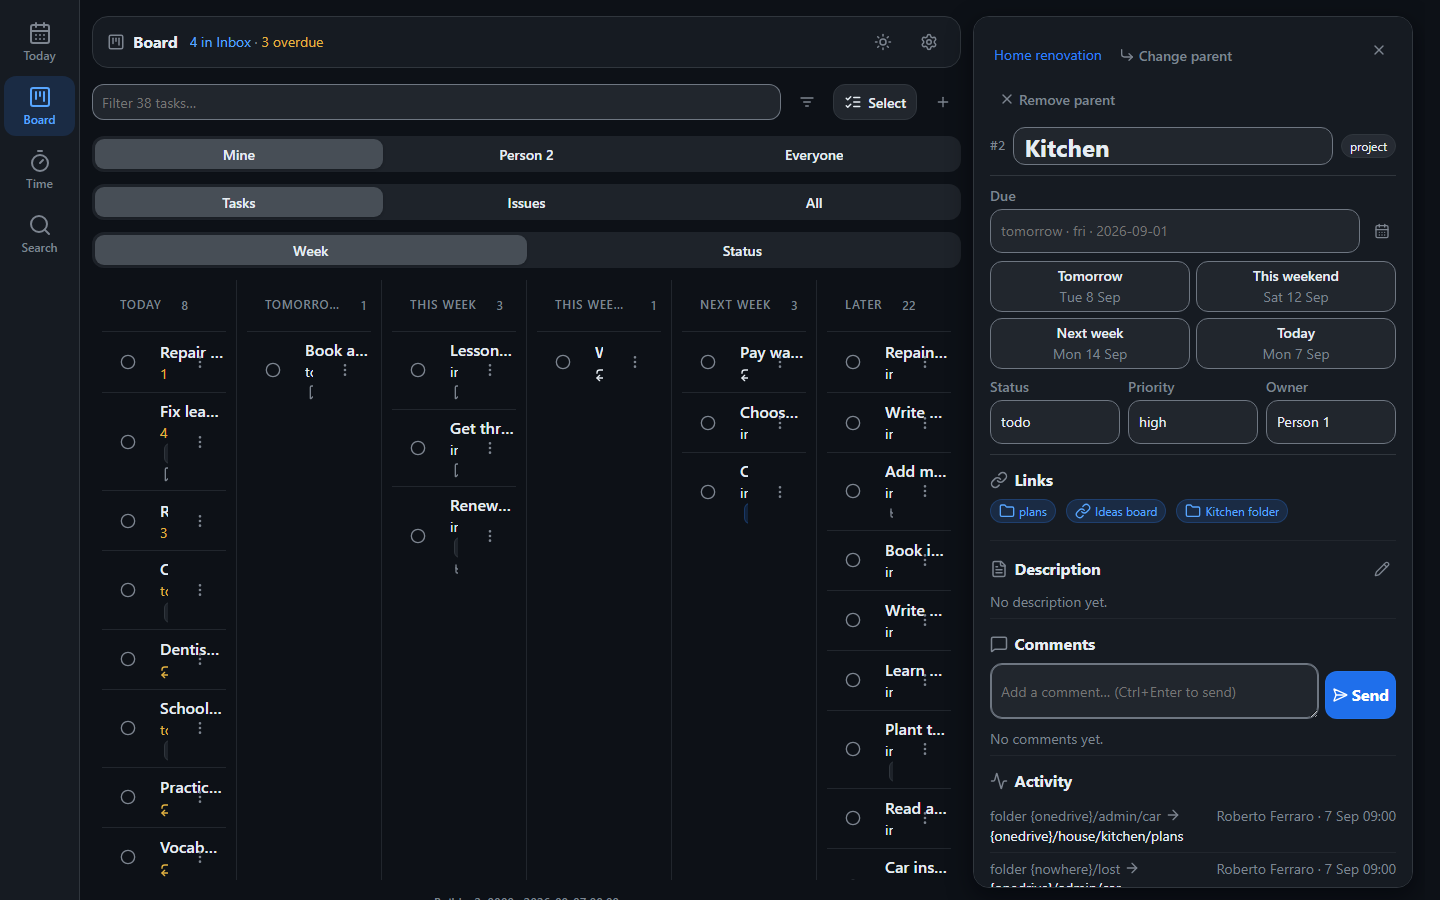 Today
Board
Time
Search
Board 4 in Inbox · 3 overdue
Filter 38 tasks...
Select
Mine Person 2 Everyone
Tasks Issues All
Week Status
TODAY 8
Repair ...
1
Fix lea...
4
R
3
C
Dentis...
School...
Practic...
Vocab...
TOMORRO... 1
Book a...
THIS WEEK 3
Lesson...
Get thr...
Renew...
THIS WEE... 1
NEXT WEEK 3
Pay wa...
Choos...
C
LATER 22
Repain...
Write ...
Add m...
Book i...
Write ...
Learn ...
Plant t...
Read a...
Car ins...
Home renovation Change parent
Remove parent
#2 Kitchen project
Due
tomorrow · fri · 2026-09-01
Tomorrow
Tue 8 Sep
This weekend
Sat 12 Sep
Next week
Mon 14 Sep
Today
Mon 7 Sep
Status Priority Owner
todo high Person 1
Links
plans Ideas board Kitchen folder
Description
No description yet.
Comments
Add a comment... (Ctrl+Enter to send)
Send
No comments yet.
Activity
folder {onedrive}/admin/car → Roberto Ferraro · 7 Sep 09:00
{onedrive}/house/kitchen/plans
folder {nowhere}/lost → Roberto Ferraro · 7 Sep 09:00